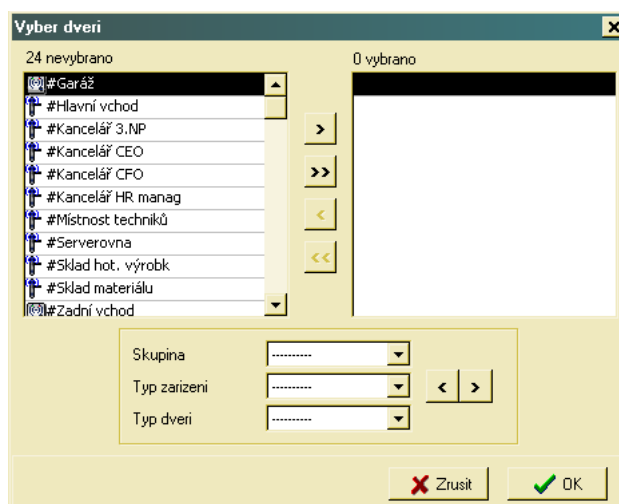 Vyber dveri
24 nevybrano
0 vybrano
#Garáž
#Hlavní vchod
#Kancelář 3.NP
#Kancelář CEO
#Kancelář CFO
#Kancelář HR manag
#Místnost techniků
#Serverovna
#Sklad hot. výrobk
#Sklad materiálu
#Zadní vchod
>
>>
<
<<
Skupina ----------
Typ zarizeni ---------- < >
Typ dveri ----------
Zrusit OK